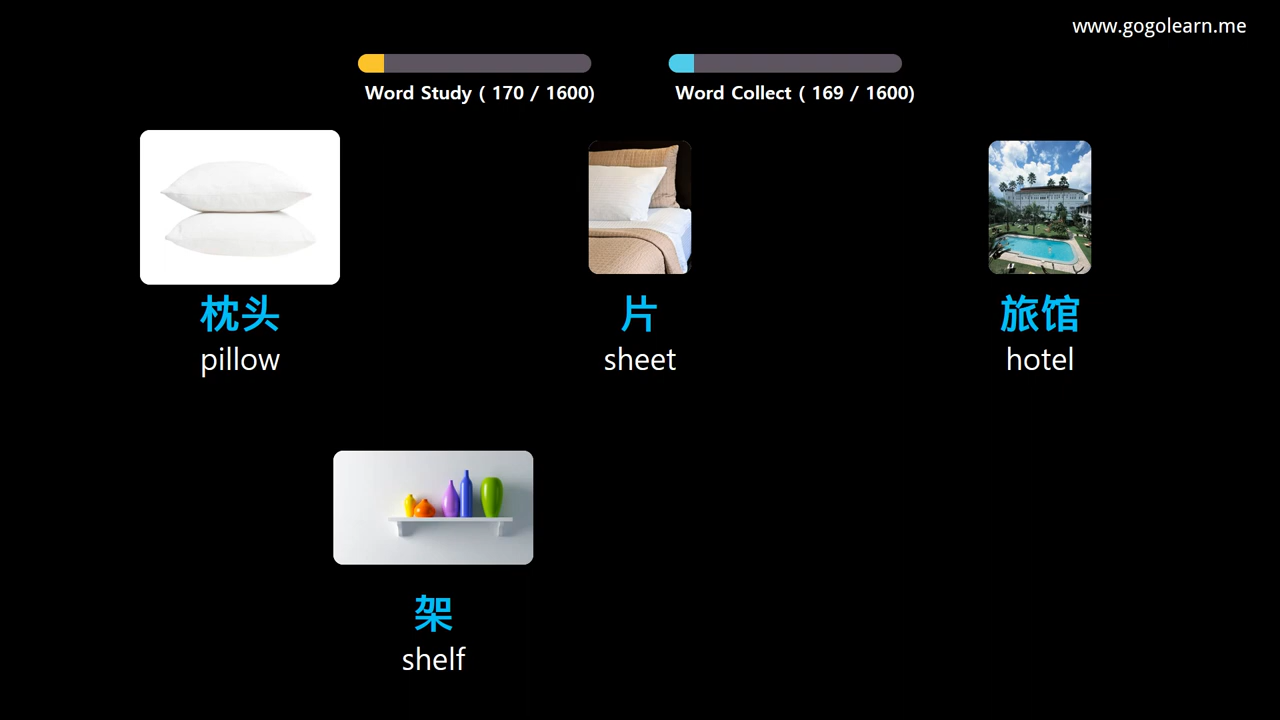 www.gogolearn.me
Word Study ( 170 / 1600)
Word Collect ( 169 / 1600)
枕头
pillow
片
sheet
旅馆
hotel
架
shelf